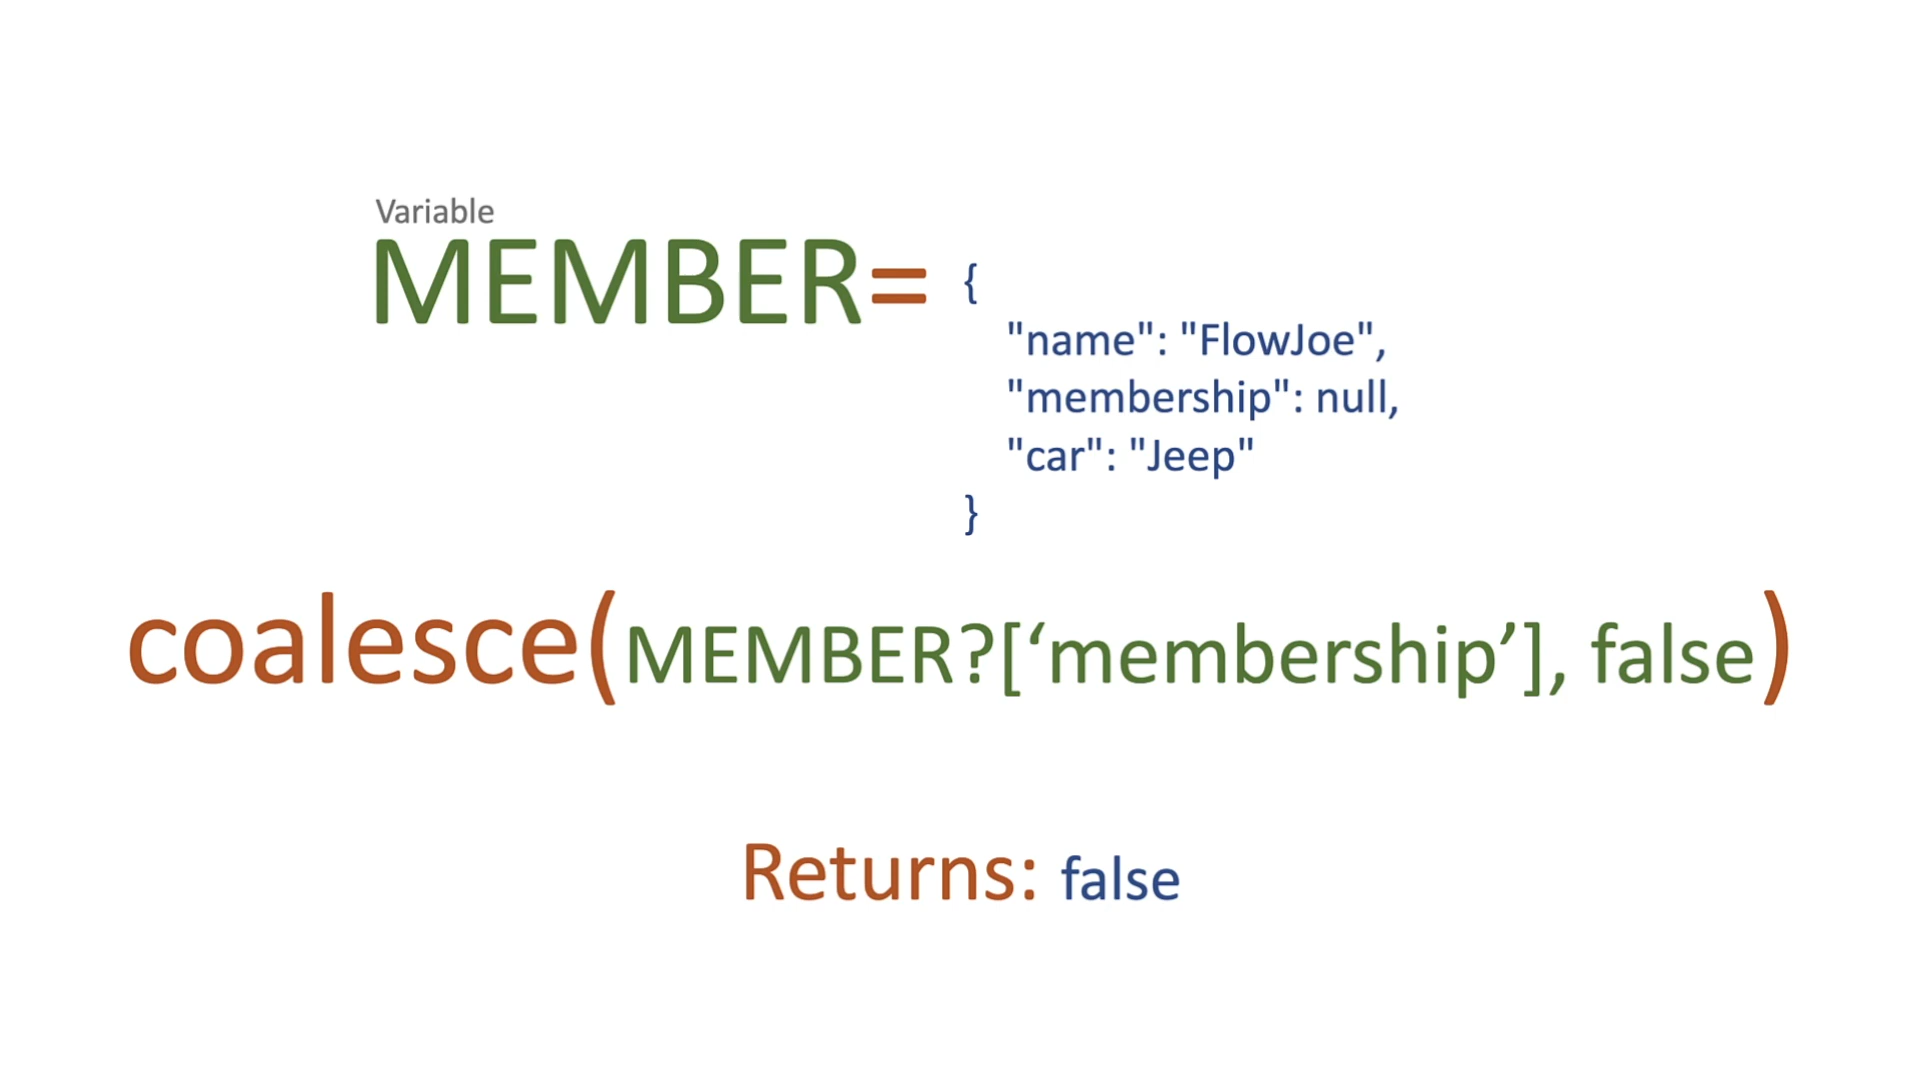 Variable
MEMBER= {
"name": "FlowJoe",
"membership": null,
"car": "Jeep"
}
coalesce(MEMBER?[‘membership’], false)
Returns: false